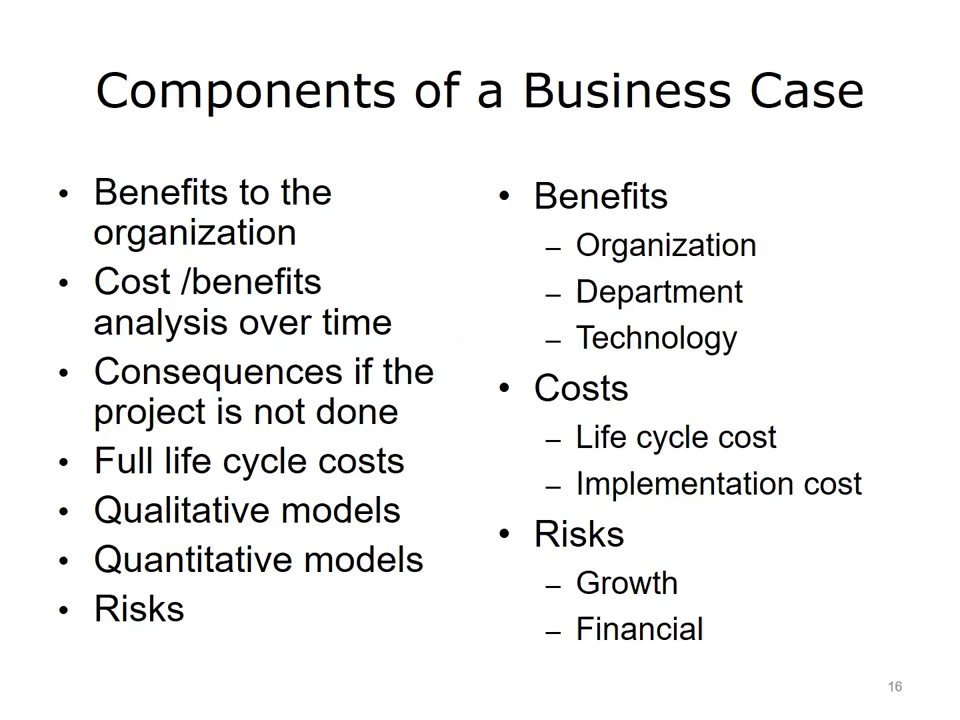 Components of a Business Case
• Benefits to the
organization
• Cost /benefits
analysis over time
• Consequences if the
project is not done
• Full life cycle costs
• Qualitative models
• Quantitative models
• Risks
• Benefits
– Organization
– Department
– Technology
• Costs
– Life cycle cost
– Implementation cost
• Risks
– Growth
– Financial
16